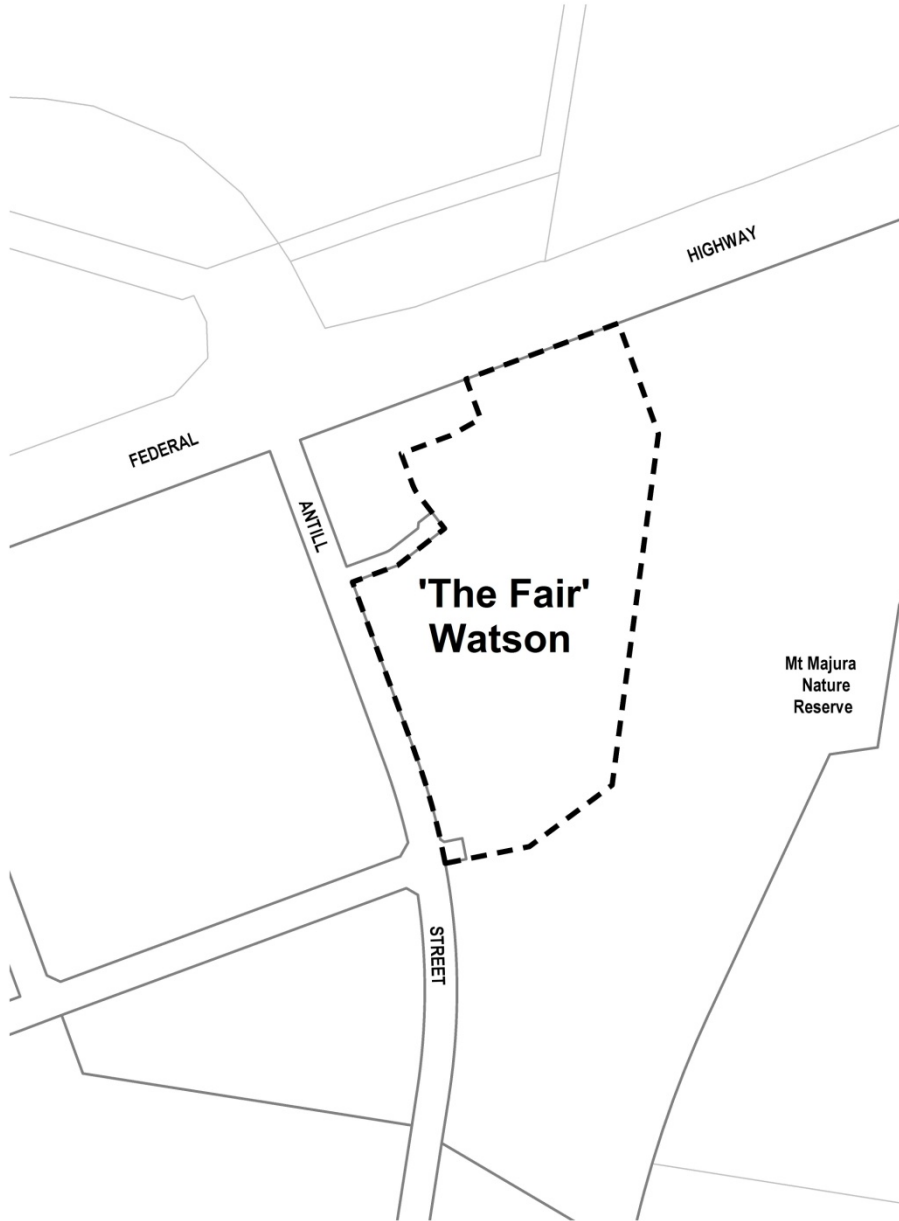 HIGHWAY
FEDERAL
ANTILL
'The Fair'
Watson
Mt Majura
Nature
Reserve
STREET